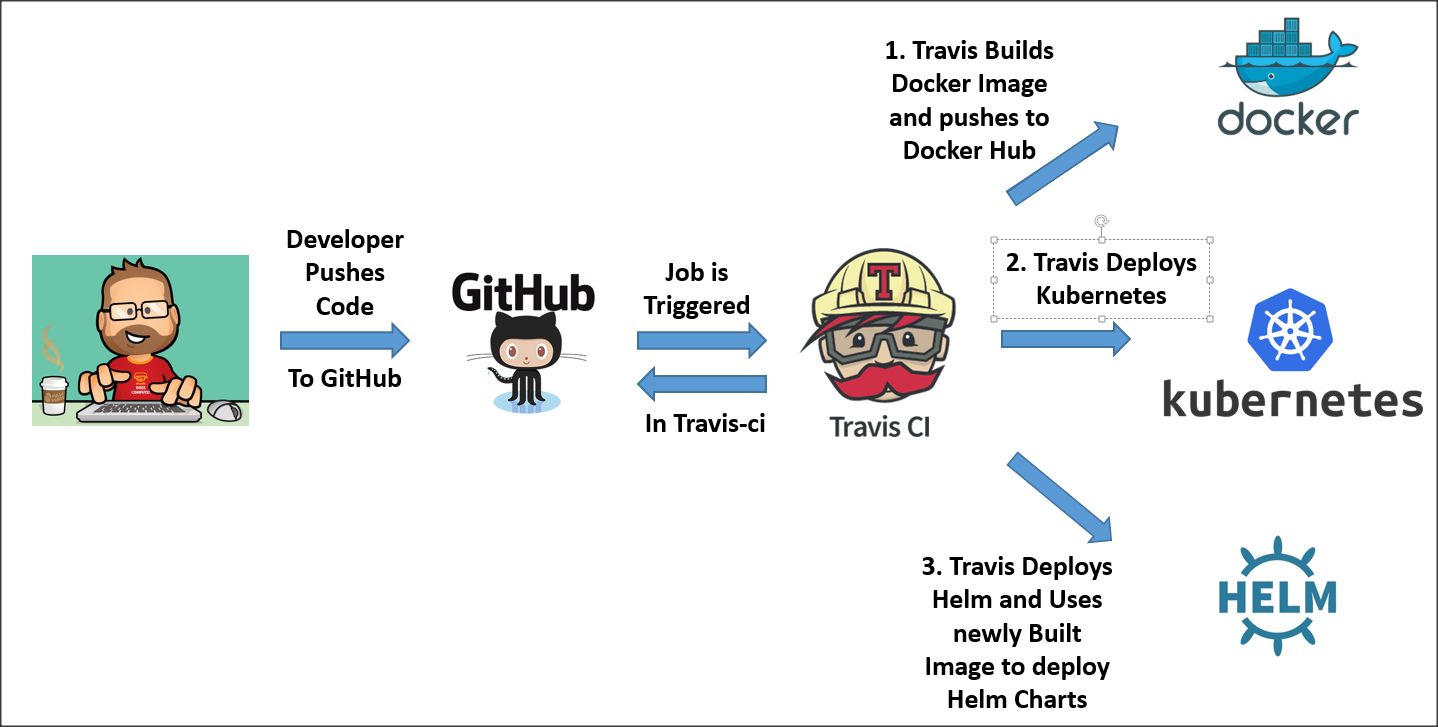 1. Travis Builds
Docker Image
and pushes to
Docker Hub
docker
Developer
Pushes
Code
To GitHub
GitHub
Job is
Triggered
In Travis-ci
T
Travis CI
2. Travis Deploys
Kubernetes
kubernetes
3. Travis Deploys
Helm and Uses
newly Built
Image to deploy
Helm Charts
HELM